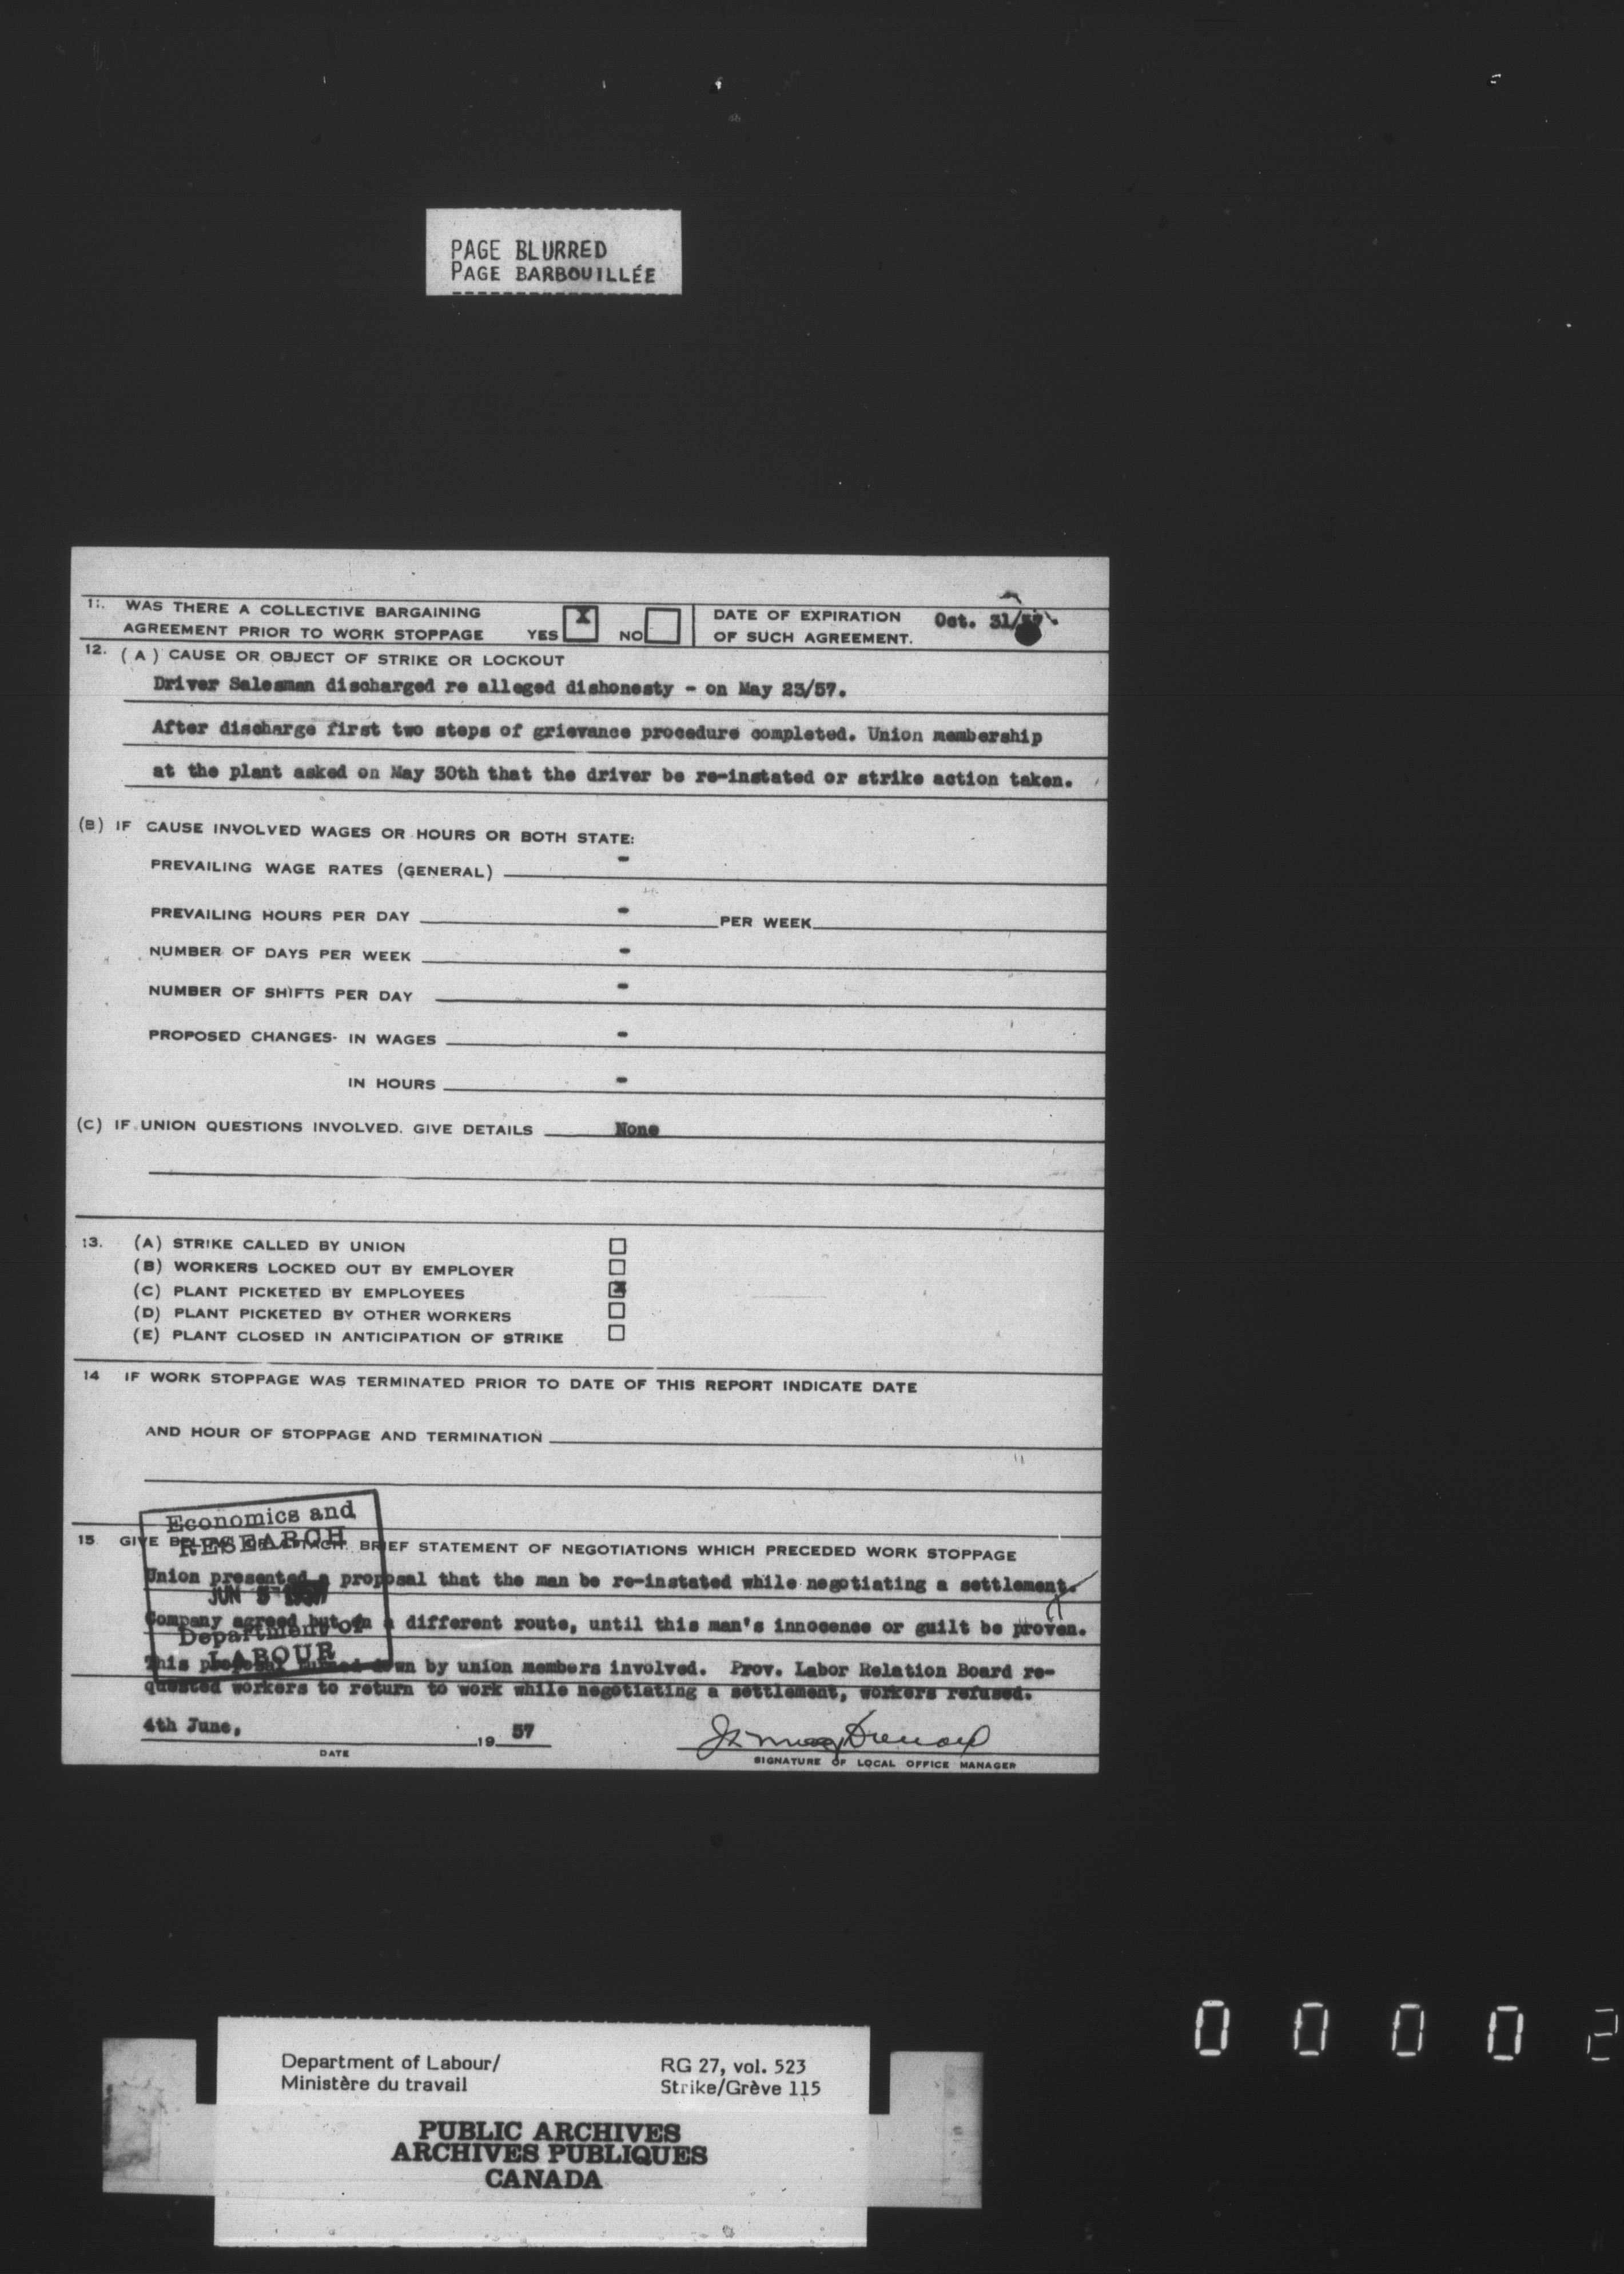 PAGE BLURRED
PAGE BARBOUILLÉE
11. WAS THERE A COLLECTIVE BARGAINING
AGREEMENT PRIOR TO WORK STOPPAGE YES X NO
DATE OF EXPIRATION
OF SUCH AGREEMENT. Oct. 31/
12. (A) CAUSE OR OBJECT OF STRIKE OR LOCKOUT
Driver Salesman discharged re alleged dishonesty - on May 23/57.
After discharge first two steps of grievance procedure completed. Union membership
at the plant asked on May 30th that the driver be re-instated or strike action taken.
(B) IF CAUSE INVOLVED WAGES OR HOURS OR BOTH STATE:
PREVAILING WAGE RATES (GENERAL) -
PREVAILING HOURS PER DAY - PER WEEK
NUMBER OF DAYS PER WEEK -
NUMBER OF SHIFTS PER DAY -
PROPOSED CHANGES- IN WAGES -
IN HOURS -
(C) IF UNION QUESTIONS INVOLVED. GIVE DETAILS None
13. (A) STRIKE CALLED BY UNION
(B) WORKERS LOCKED OUT BY EMPLOYER
(C) PLANT PICKETED BY EMPLOYEES X
(D) PLANT PICKETED BY OTHER WORKERS
(E) PLANT CLOSED IN ANTICIPATION OF STRIKE
14 IF WORK STOPPAGE WAS TERMINATED PRIOR TO DATE OF THIS REPORT INDICATE DATE
AND HOUR OF STOPPAGE AND TERMINATION
Economics and
RESEARCH
JUN 5 1957
Department of
LABOUR
15 GIVE BELOW OR ATTACH BRIEF STATEMENT OF NEGOTIATIONS WHICH PRECEDED WORK STOPPAGE
Union presented a proposal that the man be re-instated while negotiating a settlement.
Company agreed but on a different route, until this man's innocense or guilt be proven.
This proposal turned down by union members involved. Prov. Labor Relation Board re-
quested workers to return to work while negotiating a settlement, workers refused.
4th June, 19 57
DATE
SIGNATURE OF LOCAL OFFICE MANAGER
0 0 0 0 2
Department of Labour/
Ministère du travail
RG 27, vol. 523
Strike/Grève 115
PUBLIC ARCHIVES
ARCHIVES PUBLIQUES
CANADA